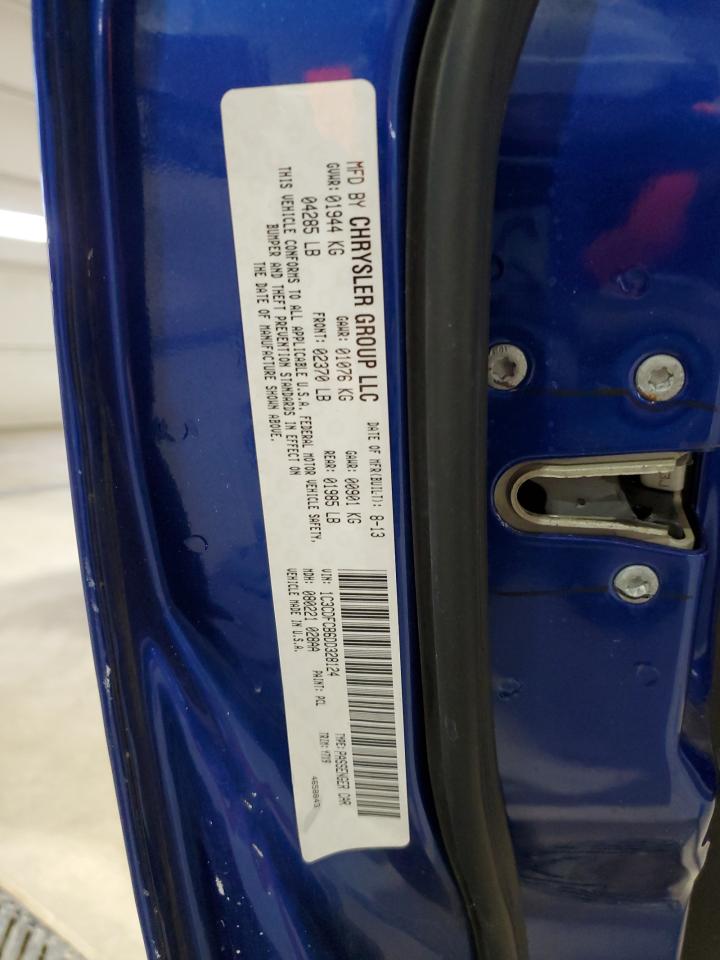 MFD BY CHRYSLER GROUP LLC
DATE OF MFR(BUILT): 8-13
GVWR: 01944 KG
GAWR: 01076 KG
GAWR: 00901 KG
04285 LB
FRONT: 02370 LB
REAR: 01985 LB
THIS VEHICLE CONFORMS TO ALL APPLICABLE U.S.A. FEDERAL MOTOR VEHICLE SAFETY,
BUMPER AND THEFT PREVENTION STANDARDS IN EFFECT ON
THE DATE OF MANUFACTURE SHOWN ABOVE.
VIN: 1C3CDFCB6DD328124
TYPE: PASSENGER CAR
MDH: 080221 028AA
PAINT: PCL
TRIM: Y7X9
VEHICLE MADE IN U.S.A.